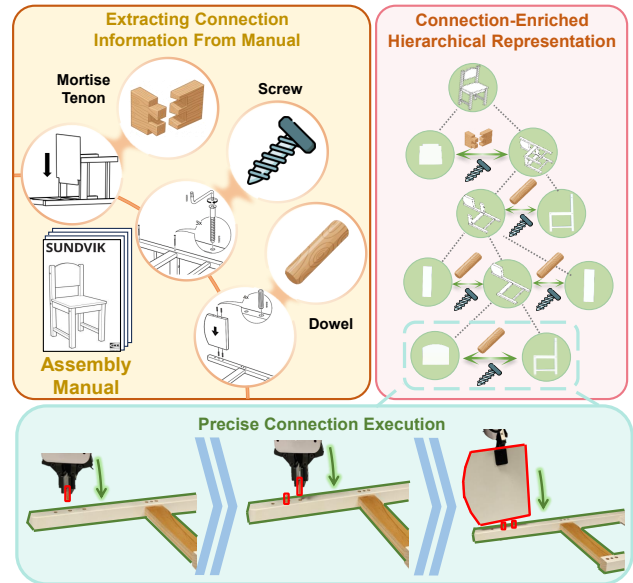 Extracting Connection
Information From Manual
Mortise
Tenon
Screw
SUNDVIK
Dowel
Assembly
Manual
Connection-Enriched
Hierarchical Representation
Precise Connection Execution